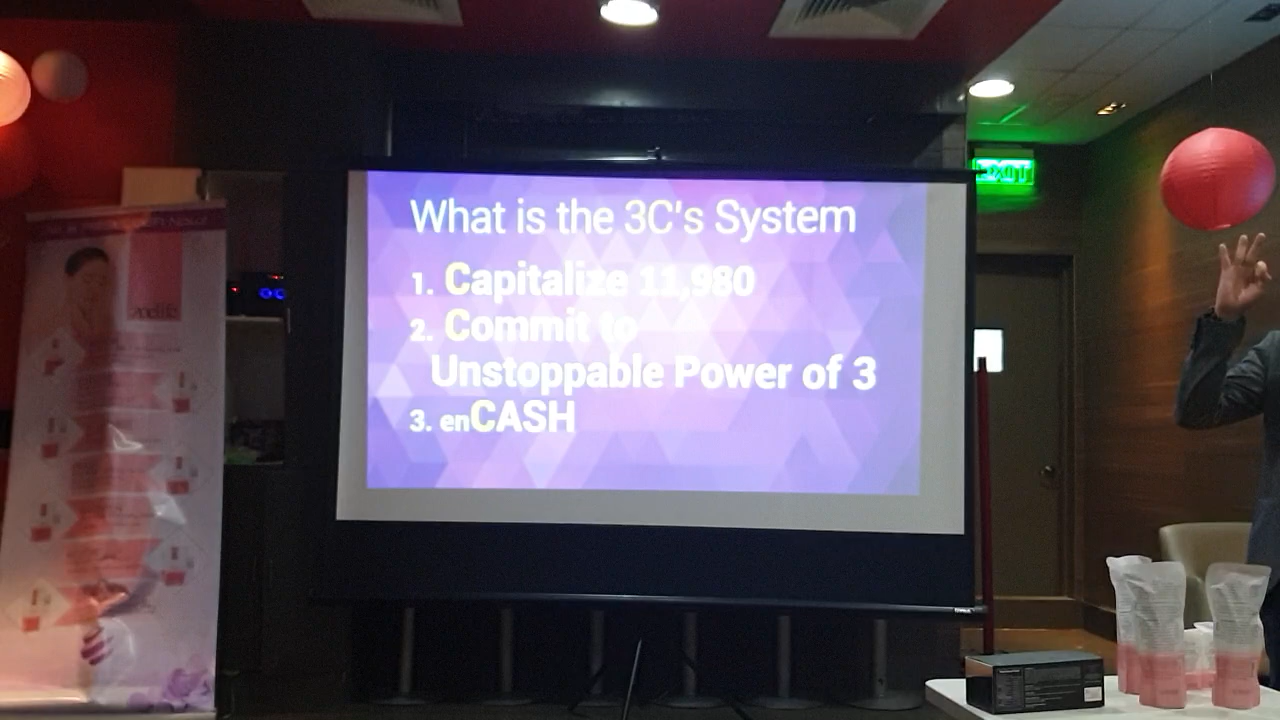 What is the 3C's System
1. Capitalize 11,980
2. Commit to
Unstoppable Power of 3
3. enCASH
EXIT